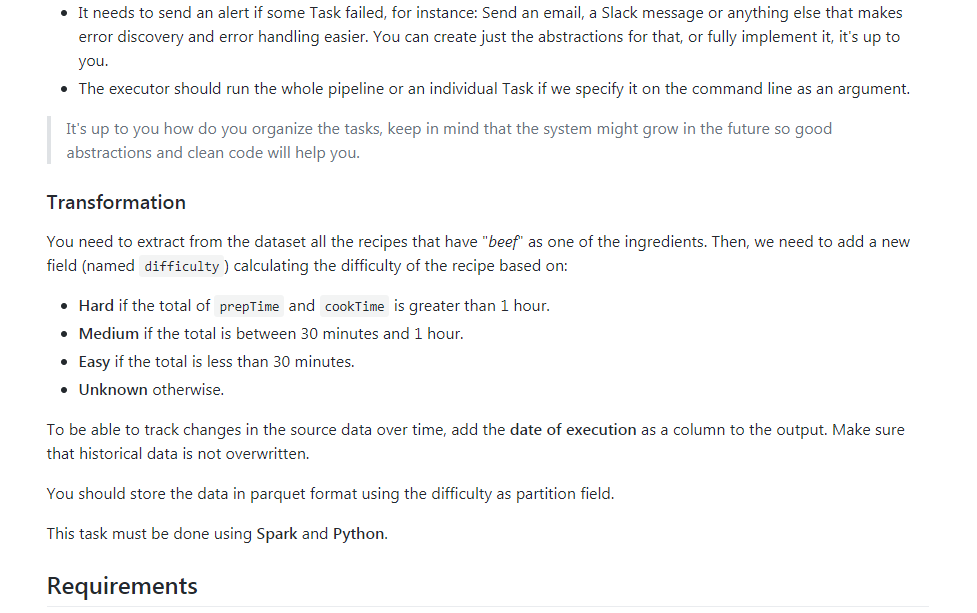 It needs to send an alert if some Task failed, for instance: Send an email, a Slack message or anything else that makes
error discovery and error handling easier. You can create just the abstractions for that, or fully implement it, it's up to
you.
The executor should run the whole pipeline or an individual Task if we specify it on the command line as an argument.
It's up to you how do you organize the tasks, keep in mind that the system might grow in the future so good
abstractions and clean code will help you.
Transformation
You need to extract from the dataset all the recipes that have "beef" as one of the ingredients. Then, we need to add a new
field (named difficulty ) calculating the difficulty of the recipe based on:
Hard if the total of prepTime and cookTime is greater than 1 hour.
Medium if the total is between 30 minutes and 1 hour.
Easy if the total is less than 30 minutes.
Unknown otherwise.
To be able to track changes in the source data over time, add the date of execution as a column to the output. Make sure
that historical data is not overwritten.
You should store the data in parquet format using the difficulty as partition field.
This task must be done using Spark and Python.
Requirements